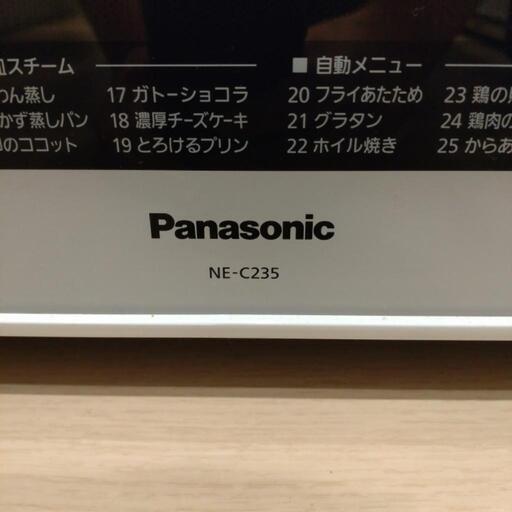 スチーム
■ 自動メニュー
わん蒸し
17 ガトーショコラ
20 フライあたため
23 鶏の
かず蒸しパン
18 濃厚チーズケーキ
21 グラタン
24 鶏肉の
のココット
19 とろけるプリン
22 ホイル焼き
25 からあ
Panasonic
NE-C235